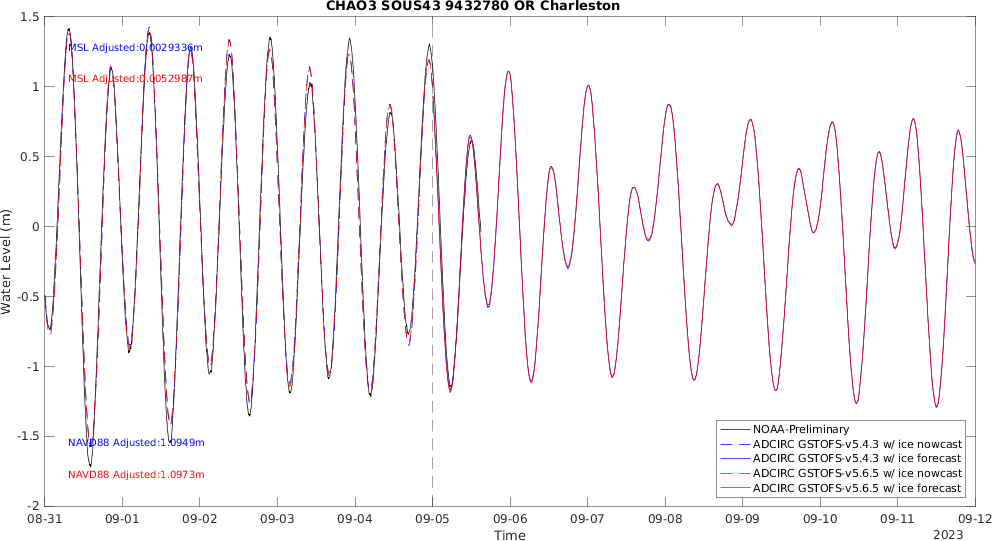 CHAO3 SOUS43 9432780 OR Charleston
Water Level (m)
1.5
1
0.5
0
-0.5
-1
-1.5
-2
MSL Adjusted:0.0029336m
MSL Adjusted:0.0052987m
NAVD88 Adjusted:1.0949m
NAVD88 Adjusted:1.0973m
NOAA-Preliminary
ADCIRC GSTOFS-v5.4.3 w/ ice nowcast
ADCIRC GSTOFS-v5.4.3 w/ ice forecast
ADCIRC GSTOFS-v5.6.5 w/ ice nowcast
ADCIRC GSTOFS-v5.6.5 w/ ice forecast
08-31 09-01 09-02 09-03 09-04 09-05 09-06 09-07 09-08 09-09 09-10 09-11 09-12
Time
2023